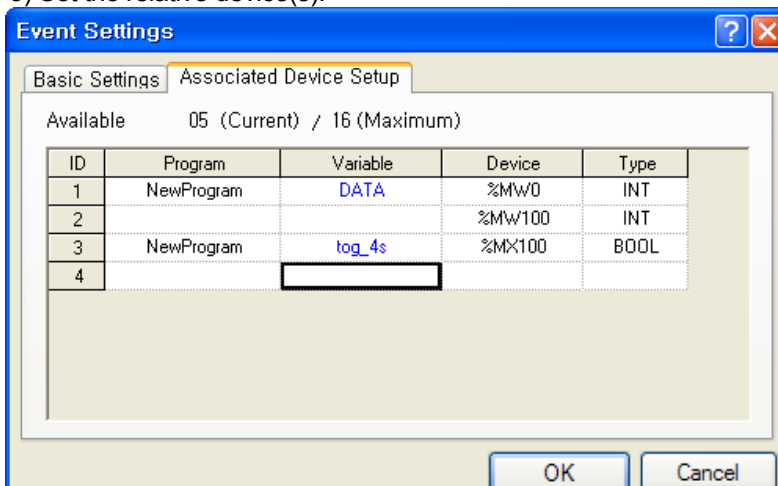 Event Settings
Basic Settings Associated Device Setup
Available 05 (Current) / 16 (Maximum)
ID Program Variable Device Type
1 NewProgram DATA %MW0 INT
2 %MW100 INT
3 NewProgram tog_4s %MX100 BOOL
4
OK Cancel